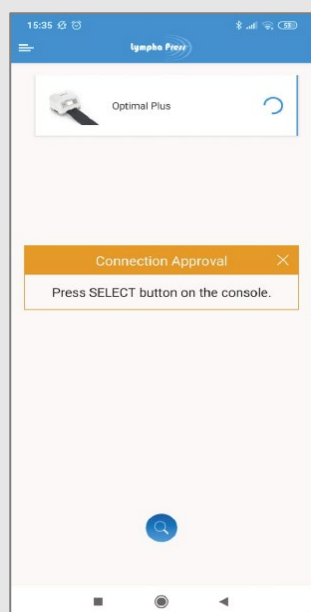 15:35
Lympha Press
Optimal Plus
Connection Approval
Press SELECT button on the console.